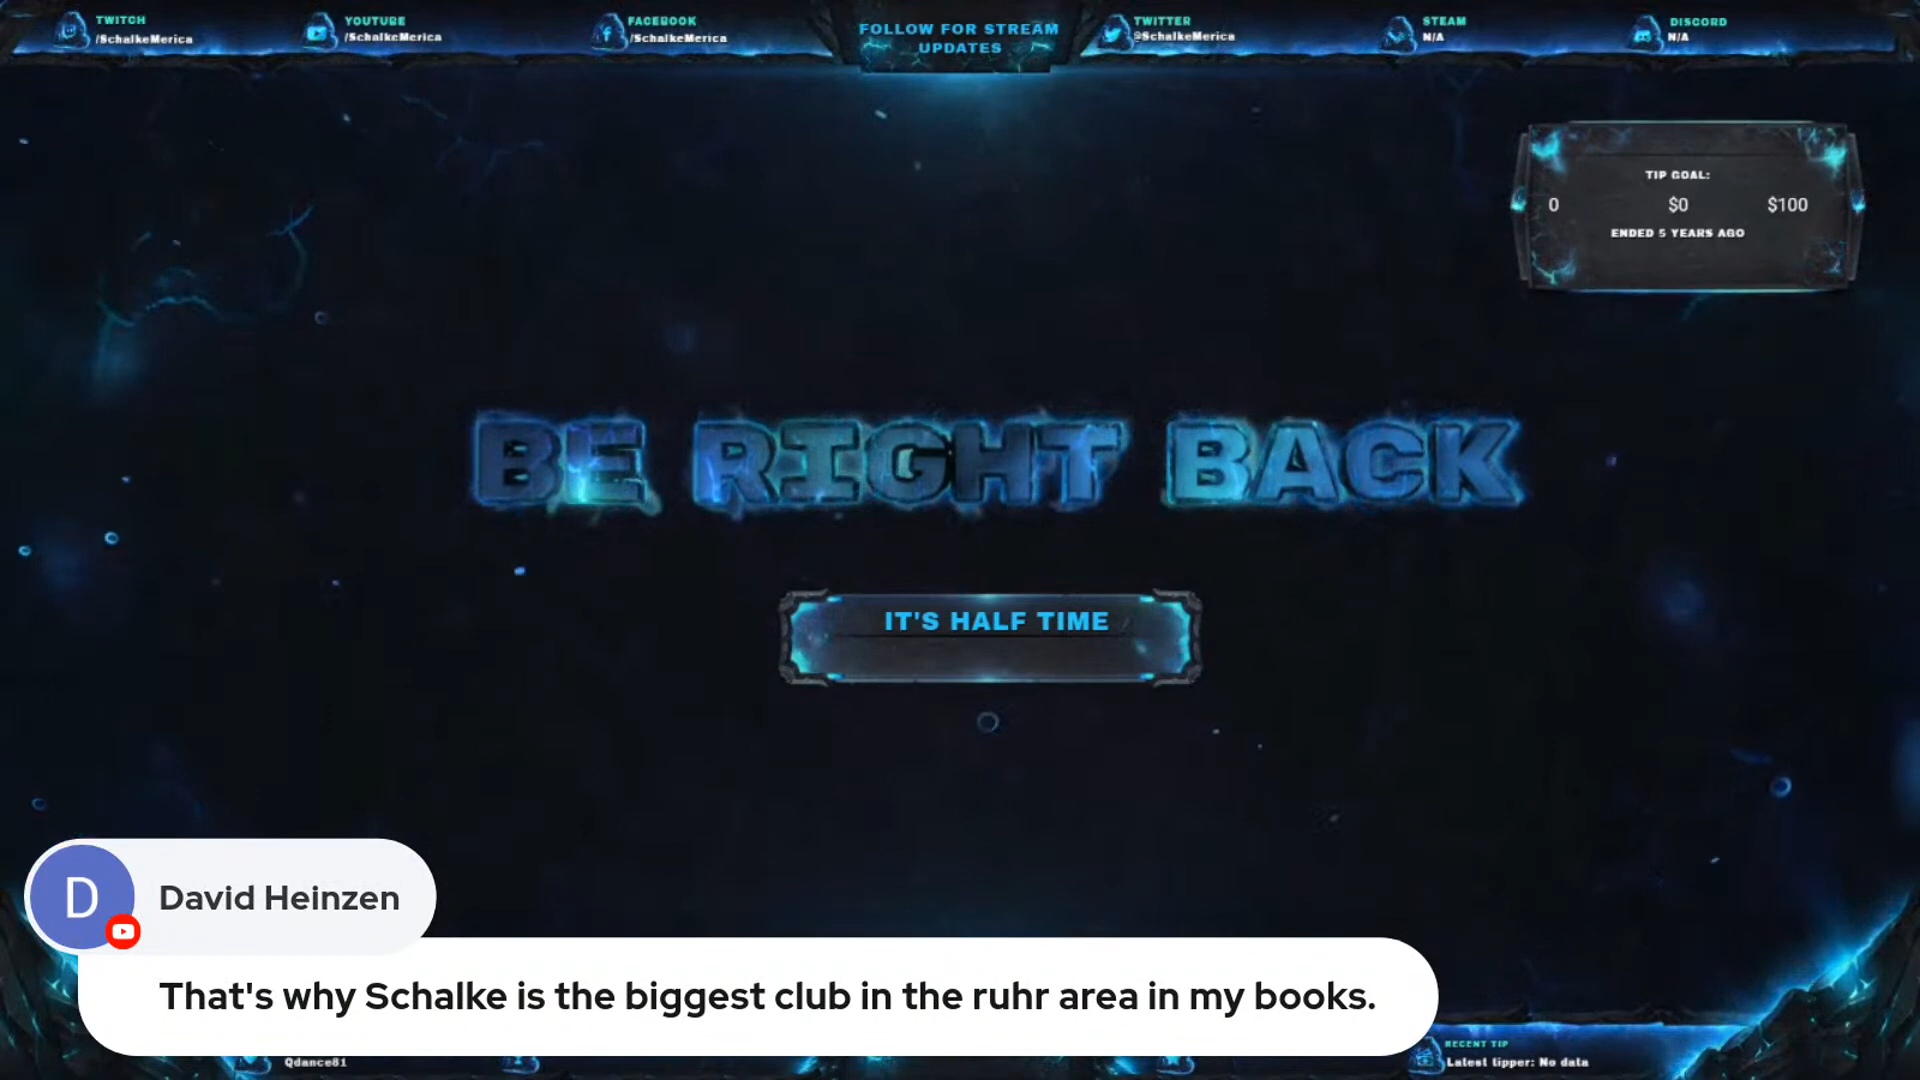 TWITCH
/SchalkeMerica
YOUTUBE
/SchalkeMerica
FACEBOOK
/SchalkeMerica
FOLLOW FOR STREAM
UPDATES
TWITTER
@SchalkeMerica
STEAM
N/A
DISCORD
N/A
TIP GOAL:
0 $0 $100
ENDED 5 YEARS AGO
BE RIGHT BACK
IT'S HALF TIME
D
David Heinzen
That's why Schalke is the biggest club in the ruhr area in my books.
Qdance81
RECENT TIP
Latest tipper: No data